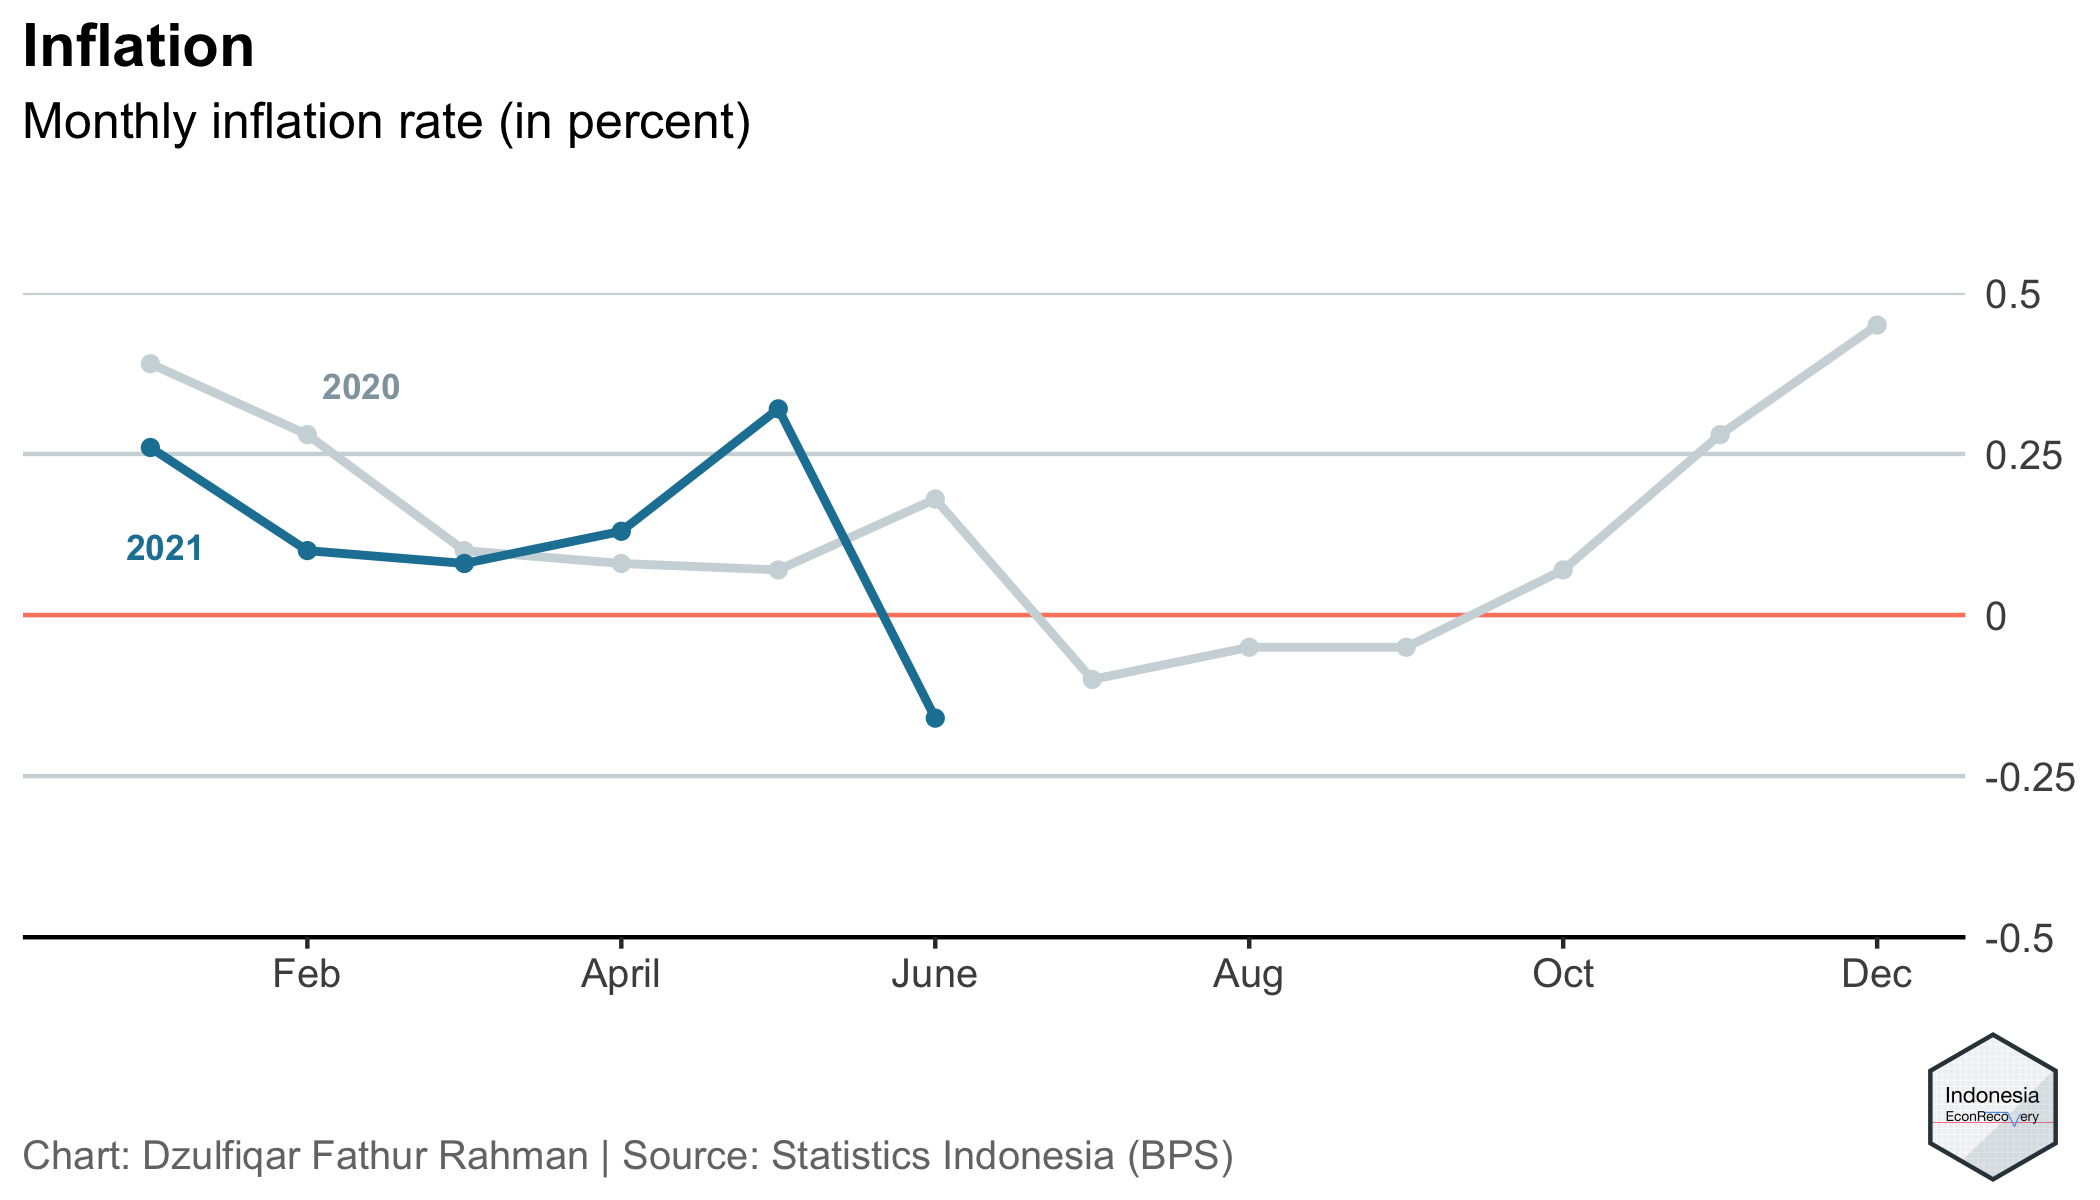 Inflation
Monthly inflation rate (in percent)
0.5
2020
0.25
2021
0
-0.25
-0.5
Feb April June Aug Oct Dec
Indonesia
EconRecovery
Chart: Dzulfiqar Fathur Rahman | Source: Statistics Indonesia (BPS)